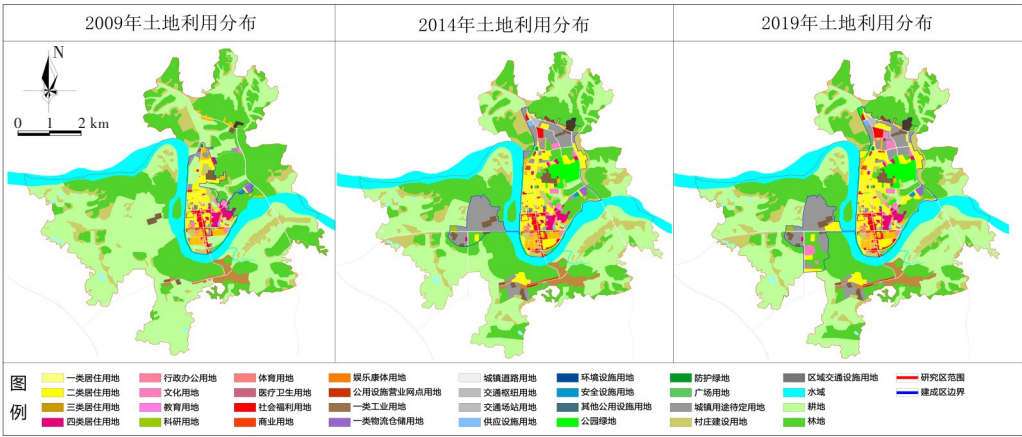 2009年土地利用分布 2014年土地利用分布 2019年土地利用分布
N
0 1 2 km
图例
一类居住用地 行政办公用地 体育用地 娱乐康体用地 城镇道路用地 环境设施用地 防护绿地 区域交通设施用地 研究区范围
二类居住用地 文化用地 医疗卫生用地 公用设施营业网点用地 交通枢纽用地 安全设施用地 广场用地 水域 建成区边界
三类居住用地 教育用地 社会福利用地 一类工业用地 交通场站用地 其他公用设施用地 城镇用途待定用地 耕地
四类居住用地 科研用地 商业用地 一类物流仓储用地 供应设施用地 公园绿地 村庄建设用地 林地